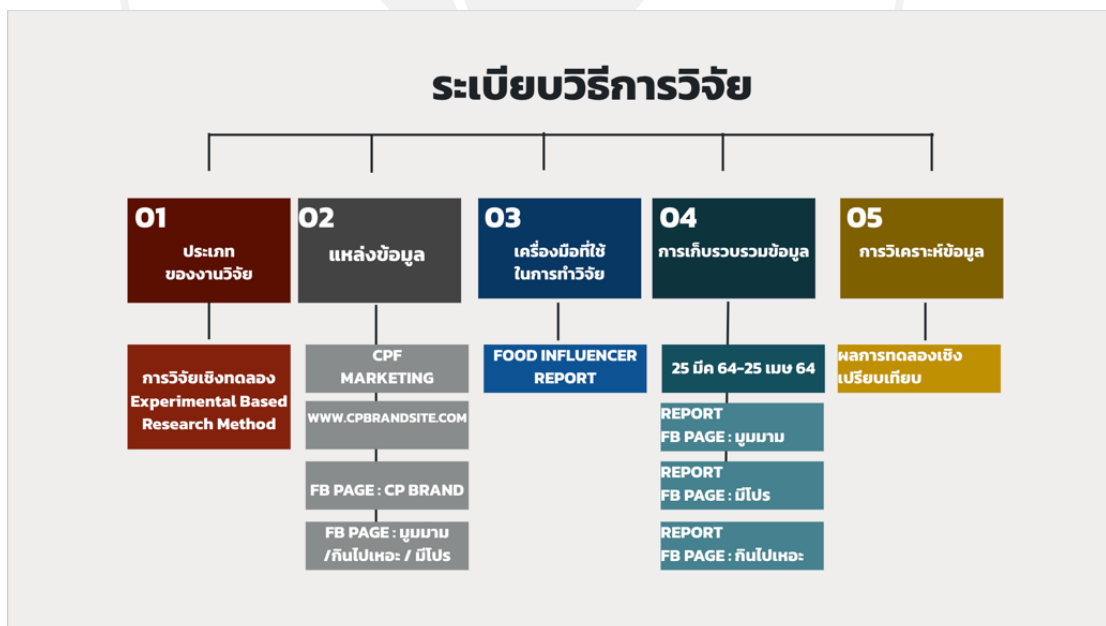 ระเบียบวิธีการวิจัย
01
ประเภท
ของงานวิจัย
การวิจัยเชิงทดลอง
Experimental Based
Research Method
02
แหล่งข้อมูล
CPF
MARKETING
WWW.CPBRANDSITE.COM
FB PAGE : CP BRAND
FB PAGE : มูมมาม
/กินไปเหอะ / มีโปร
03
เครื่องมือที่ใช้
ในการทำวิจัย
FOOD INFLUENCER
REPORT
04
การเก็บรวบรวมข้อมูล
25 มีค 64-25 เมษ 64
REPORT
FB PAGE : มูมมาม
REPORT
FB PAGE : มีโปร
REPORT
FB PAGE : กินไปเหอะ
05
การวิเคราะห์ข้อมูล
ผลการทดลองเชิง
เปรียบเทียบ